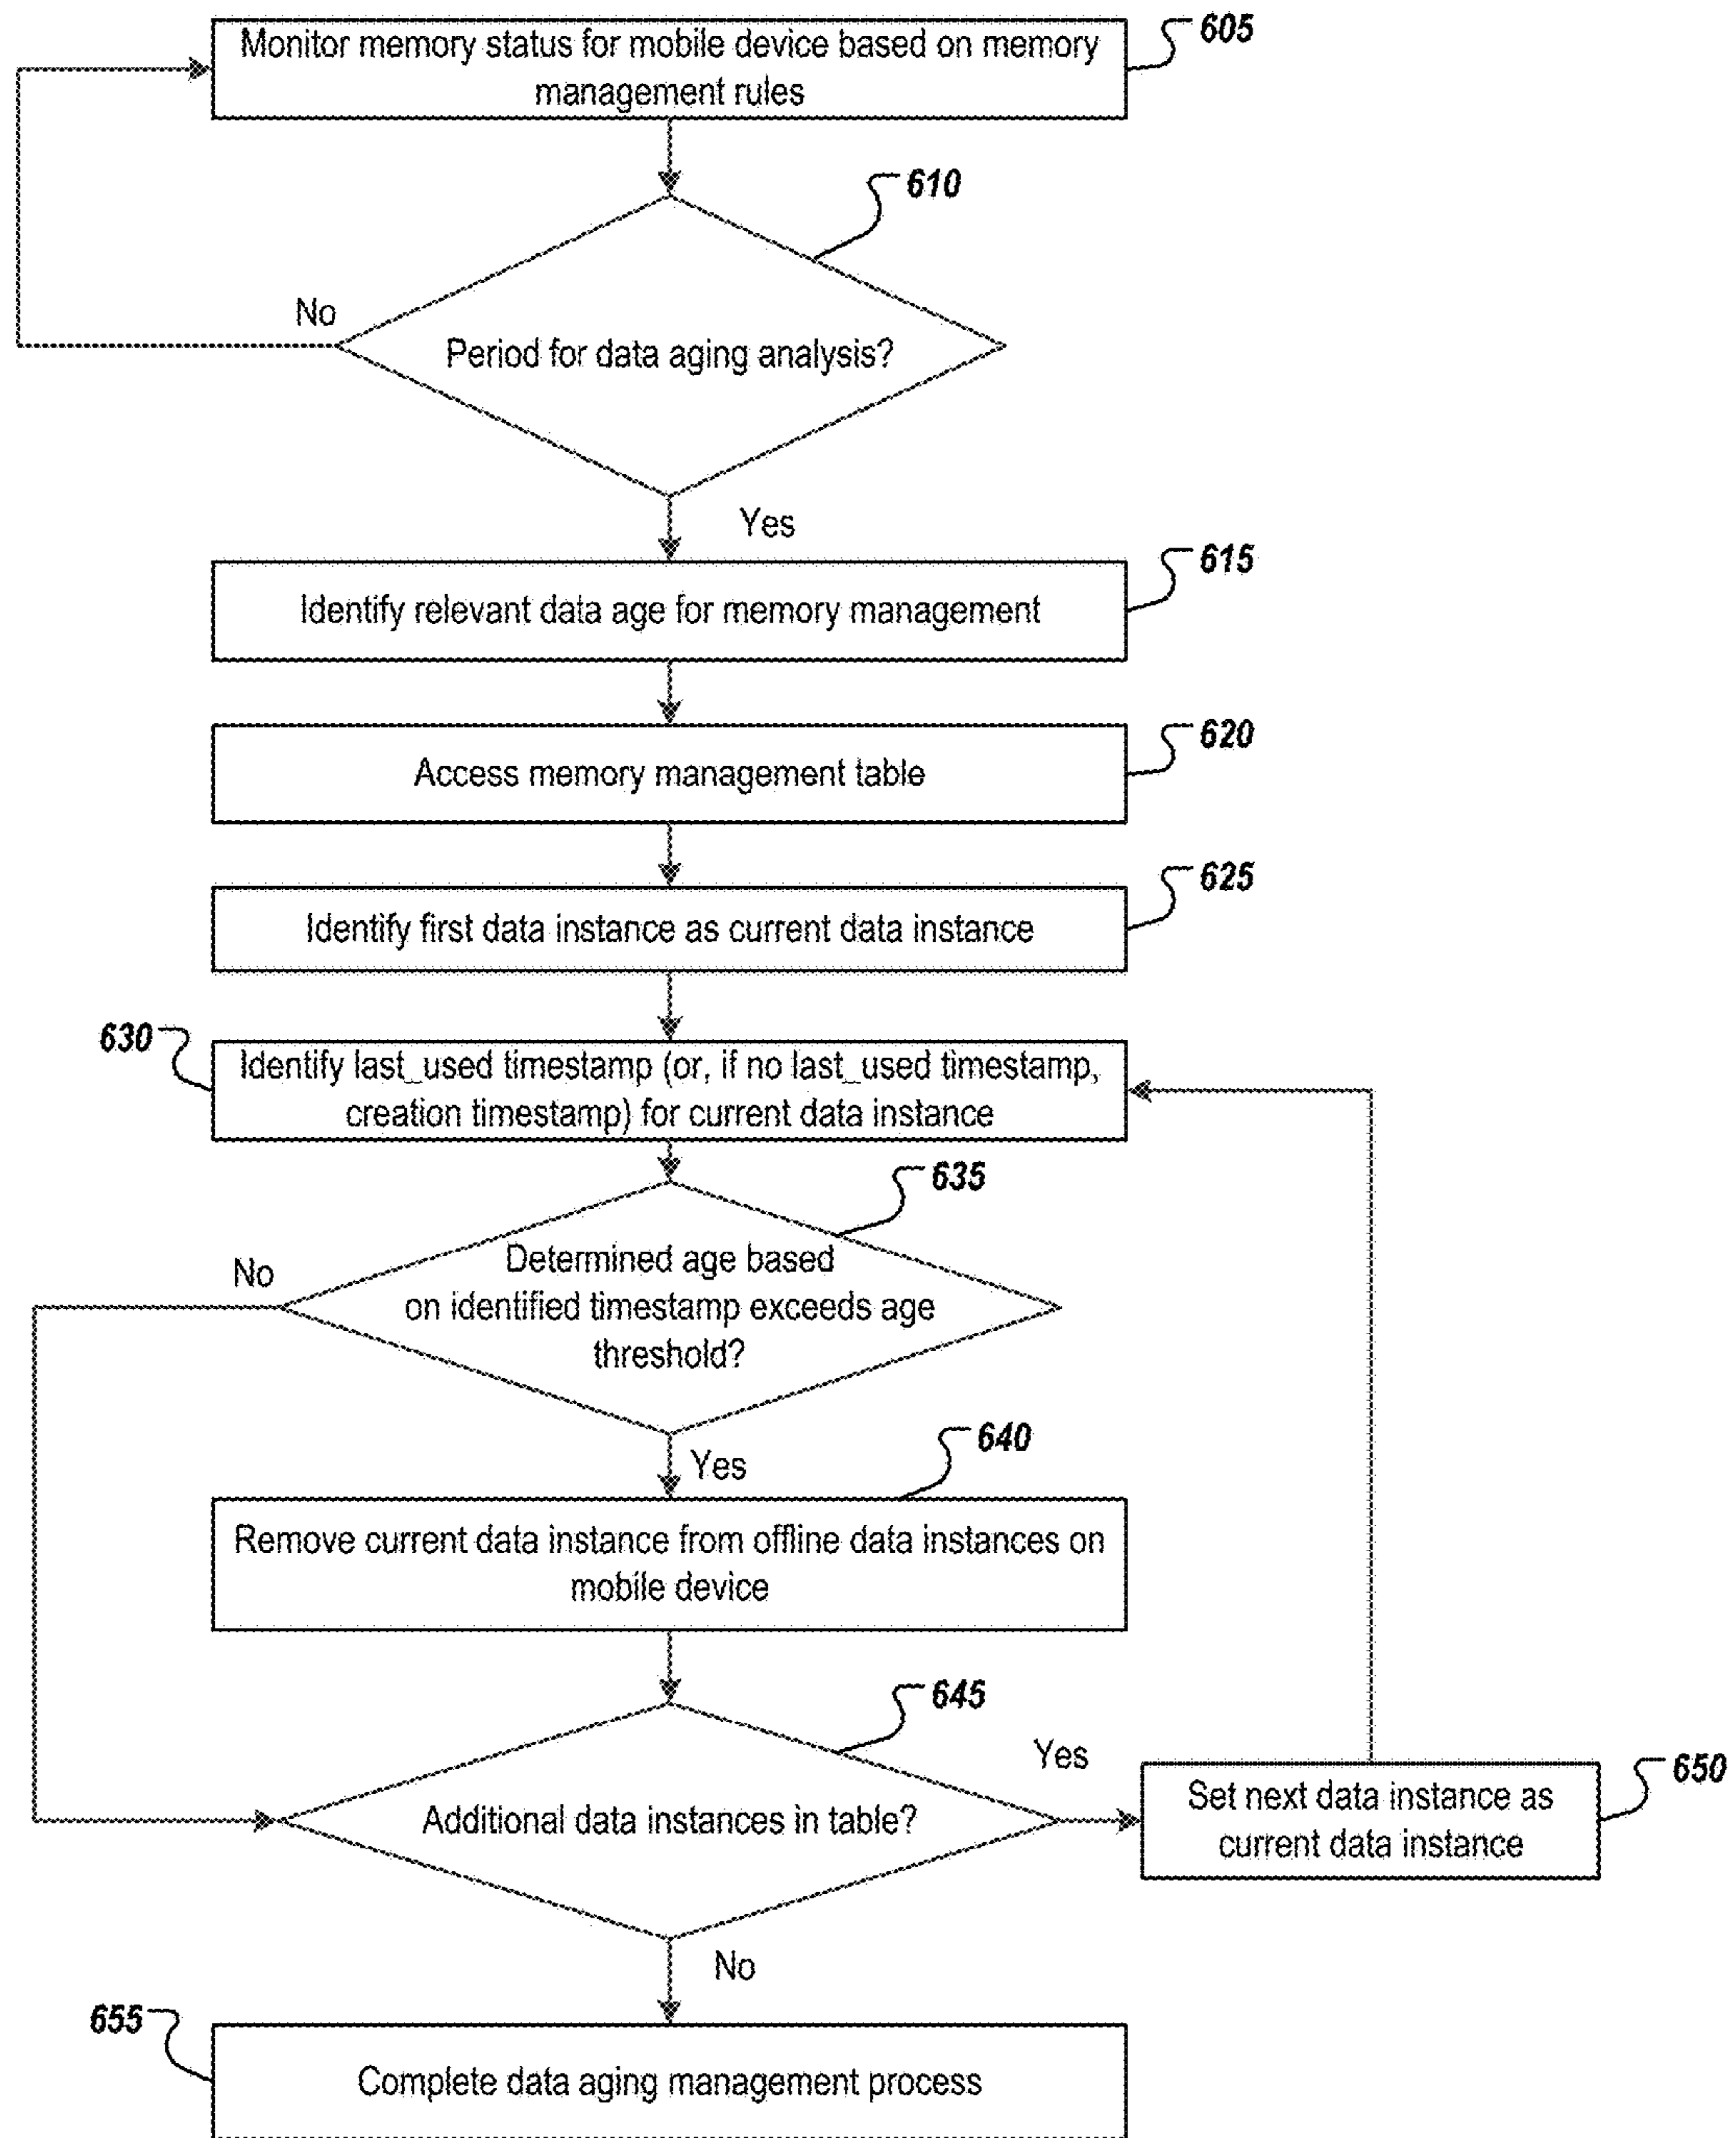 605
Monitor memory status for mobile device based on memory
management rules
610
No
Period for data aging analysis?
Yes
615
Identify relevant data age for memory management
620
Access memory management table
625
Identify first data instance as current data instance
630
Identify last_used timestamp (or, if no last_used timestamp,
creation timestamp) for current data instance
635
No
Determined age based
on identified timestamp exceeds age
threshold?
640
Yes
Remove current data instance from offline data instances on
mobile device
645
Yes
650
Additional data instances in table?
Set next data instance as
current data instance
No
655
Complete data aging management process